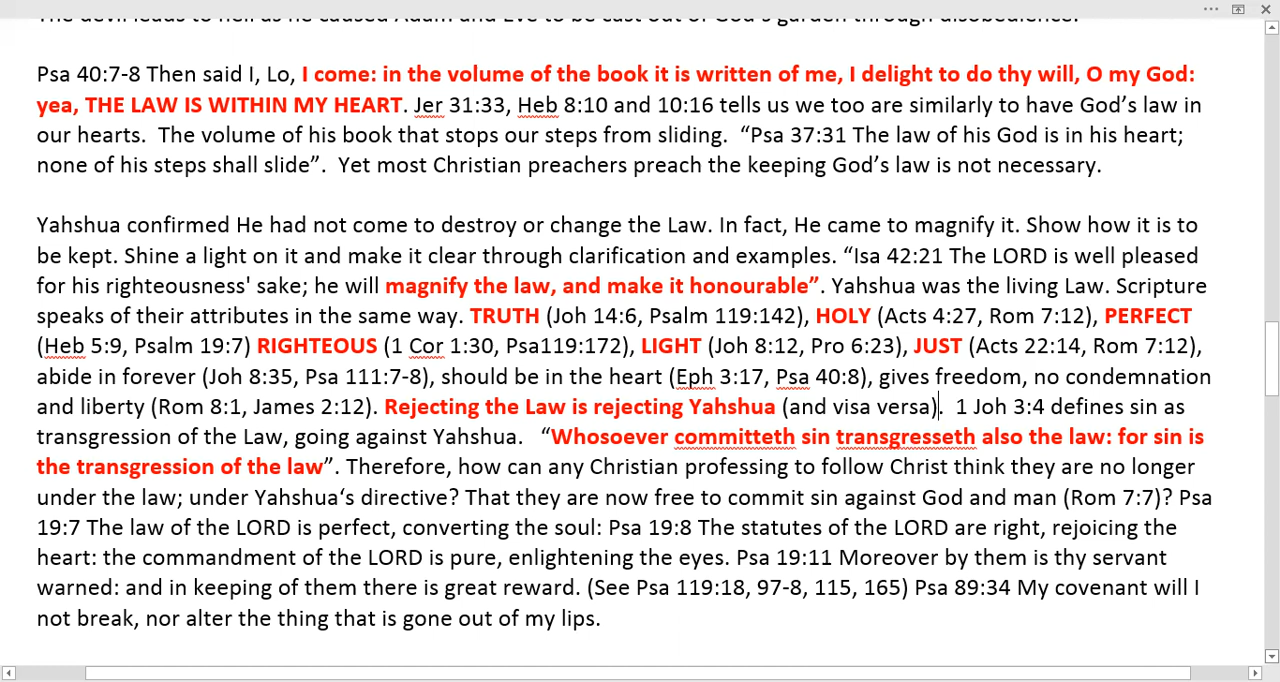 The devil leads to hell as he caused Adam and Eve to be cast out of God's garden through disobedience.
Psa 40:7-8 Then said I, Lo, I come: in the volume of the book it is written of me, I delight to do thy will, O my God:
yea, THE LAW IS WITHIN MY HEART. Jer 31:33, Heb 8:10 and 10:16 tells us we too are similarly to have God’s law in
our hearts.  The volume of his book that stops our steps from sliding.  “Psa 37:31 The law of his God is in his heart;
none of his steps shall slide”.  Yet most Christian preachers preach the keeping God’s law is not necessary.
Yahshua confirmed He had not come to destroy or change the Law. In fact, He came to magnify it. Show how it is to
be kept. Shine a light on it and make it clear through clarification and examples. “Isa 42:21 The LORD is well pleased
for his righteousness' sake; he will magnify the law, and make it honourable”. Yahshua was the living Law. Scripture
speaks of their attributes in the same way. TRUTH (Joh 14:6, Psalm 119:142), HOLY (Acts 4:27, Rom 7:12), PERFECT
(Heb 5:9, Psalm 19:7) RIGHTEOUS (1 Cor 1:30, Psa119:172), LIGHT (Joh 8:12, Pro 6:23), JUST (Acts 22:14, Rom 7:12),
abide in forever (Joh 8:35, Psa 111:7-8), should be in the heart (Eph 3:17, Psa 40:8), gives freedom, no condemnation
and liberty (Rom 8:1, James 2:12). Rejecting the Law is rejecting Yahshua (and visa versa).  1 Joh 3:4 defines sin as
transgression of the Law, going against Yahshua.   “Whosoever committeth sin transgresseth also the law: for sin is
the transgression of the law”. Therefore, how can any Christian professing to follow Christ think they are no longer
under the law; under Yahshua‘s directive? That they are now free to commit sin against God and man (Rom 7:7)? Psa
19:7 The law of the LORD is perfect, converting the soul: Psa 19:8 The statutes of the LORD are right, rejoicing the
heart: the commandment of the LORD is pure, enlightening the eyes. Psa 19:11 Moreover by them is thy servant
warned: and in keeping of them there is great reward. (See Psa 119:18, 97-8, 115, 165) Psa 89:34 My covenant will I
not break, nor alter the thing that is gone out of my lips.